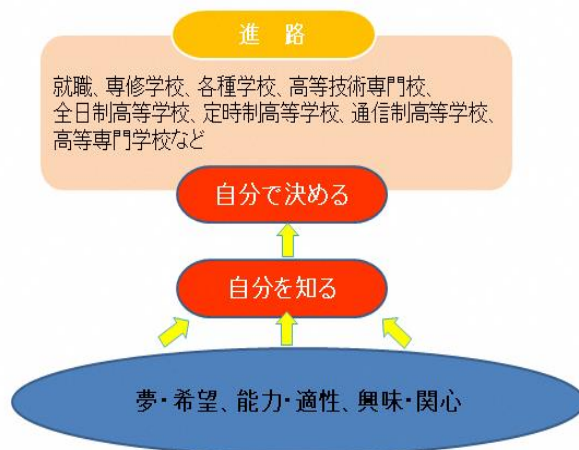 進 路
就職、専修学校、各種学校、高等技術専門校、
全日制高等学校、定時制高等学校、通信制高等学校、
高等専門学校など
自分で決める
自分を知る
夢・希望、能力・適性、興味・関心